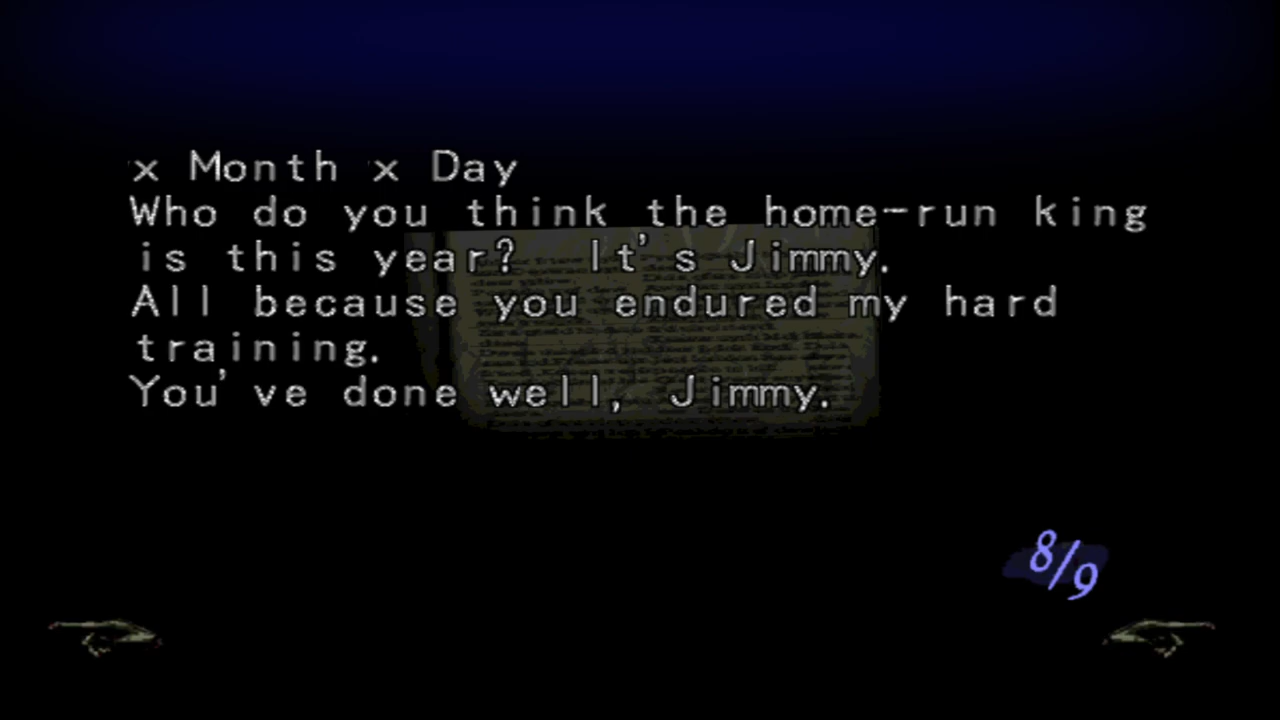 x Month x Day
Who do you think the home-run king
is this year? It's Jimmy.
All because you endured my hard
training.
You've done well, Jimmy.
8/9